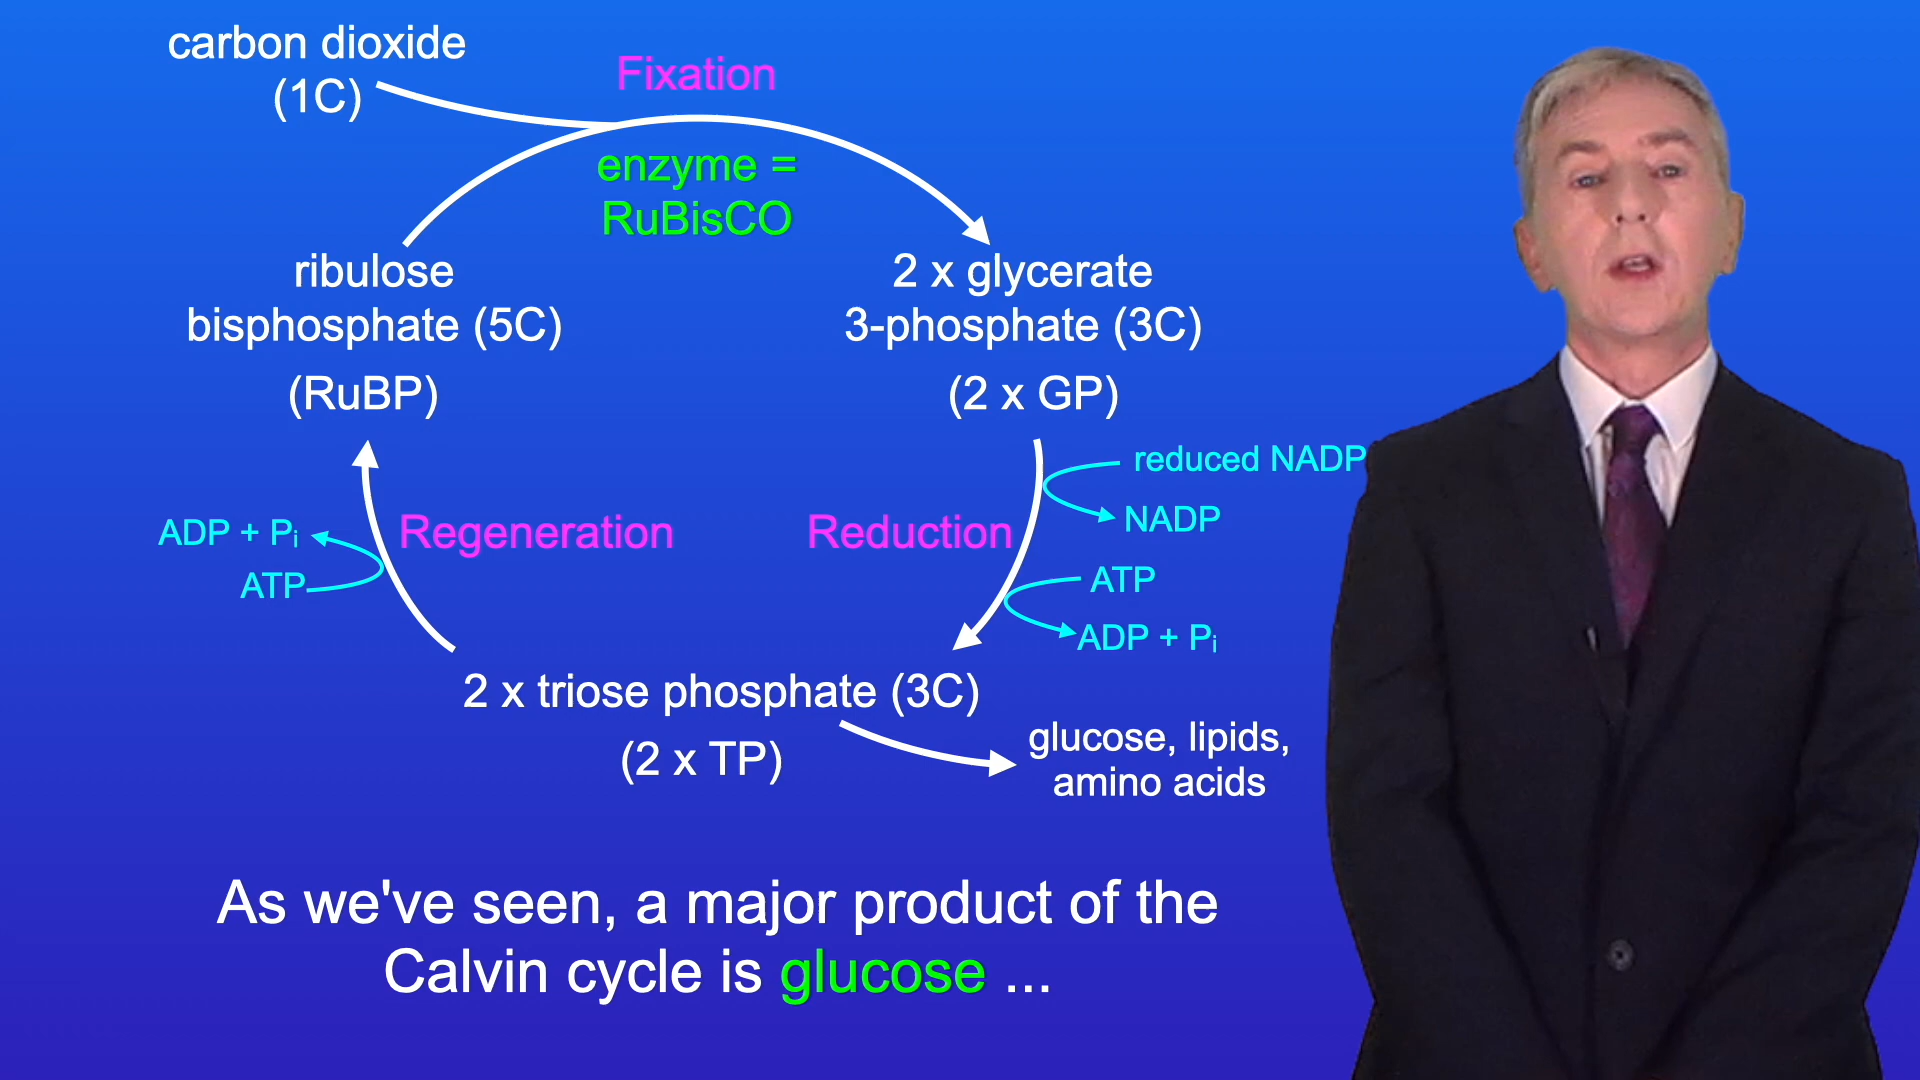 carbon dioxide
(1C)
Fixation
enzyme =
RuBisCO
ribulose
bisphosphate (5C)
(RuBP)
2 x glycerate
3-phosphate (3C)
(2 x GP)
reduced NADP
NADP
Reduction
ATP
ADP + Pi
Regeneration
ADP + Pi
ATP
2 x triose phosphate (3C)
(2 x TP)
glucose, lipids,
amino acids
As we've seen, a major product of the
Calvin cycle is glucose ...